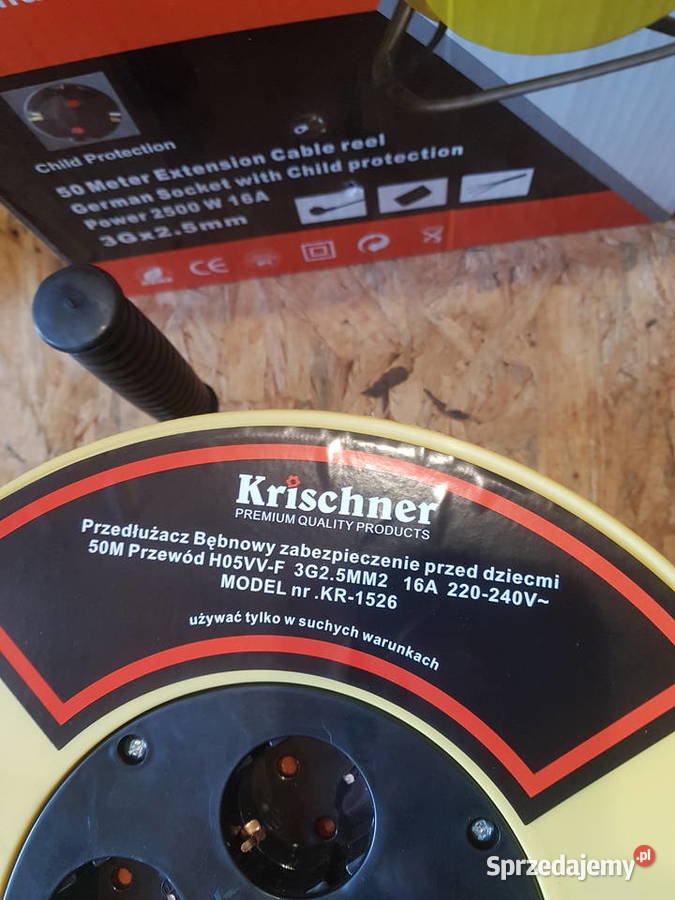 Child Protection
50 Meter Extension Cable reel
German Socket with Child protection
Power 2500 W 16A
3Gx2.5mm
CE
Krischner
PREMIUM QUALITY PRODUCTS
Przedłużacz Bębnowy zabezpieczenie przed dziecmi
50M Przewód H05VV-F 3G2.5MM2 16A 220-240V~
MODEL nr .KR-1526
używać tylko w suchych warunkach
Sprzedajemy.pl